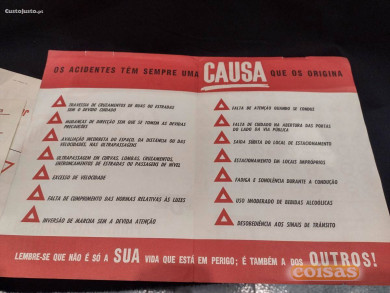 CustoJusto.pt
OS ACIDENTES TÊM SEMPRE UMA CAUSA QUE OS ORIGINA
TRAVESSIA DE CRUZAMENTOS DE RUAS OU ESTRADAS
SEM O DEVIDO CUIDADO
MUDANÇAS DE DIRECÇÃO SEM QUE SE TOMEM AS DEVIDAS
PRECAUÇÕES
AVALIAÇÃO INCORRECTA DO ESPAÇO, DA DISTÂNCIA OU DAS
VELOCIDADES, NAS ULTRAPASSAGENS
ULTRAPASSAGEM EM CURVAS, LOMBAS, CRUZAMENTOS,
ENTRONCAMENTOS DE ESTRADAS OU PASSAGENS DE NÍVEL
EXCESSO DE VELOCIDADE
FALTA DE CUMPRIMENTO DAS NORMAS RELATIVAS ÀS LUZES
INVERSÃO DE MARCHA SEM A DEVIDA ATENÇÃO
FALTA DE ATENÇÃO QUANDO SE CONDUZ
FALTA DE CUIDADO NA ABERTURA DAS PORTAS
DO LADO DA VIA PÚBLICA
SAÍDA SÚBITA DO LOCAL DE ESTACIONAMENTO
ESTACIONAMENTO EM LUGARES IMPRÓPRIOS
FADIGA E SONOLÊNCIA DURANTE A CONDUÇÃO
USO IMODERADO DE BEBIDAS ALCOÓLICAS
DESOBEDIÊNCIA AOS SINAIS DE TRÂNSITO
LEMBRE-SE QUE NÃO É SÓ A SUA VIDA QUE ESTÁ EM PERIGO; É TAMBÉM A DOS OUTROS!
coisas